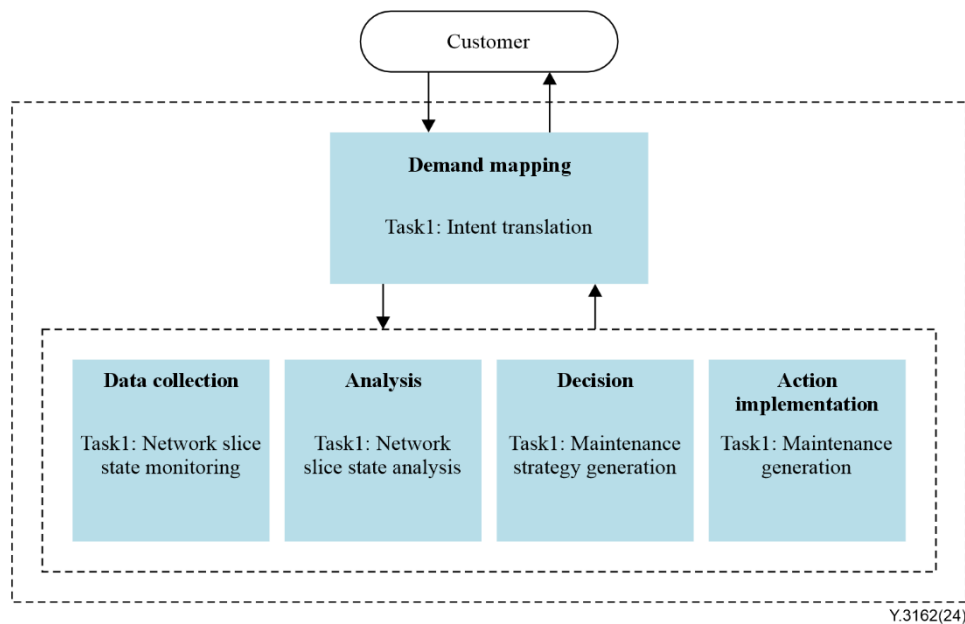 Customer
Demand mapping
Task1: Intent translation
Data collection
Task1: Network slice
state monitoring
Analysis
Task1: Network
slice state analysis
Decision
Task1: Maintenance
strategy generation
Action
implementation
Task1: Maintenance
generation
Y.3162(24)